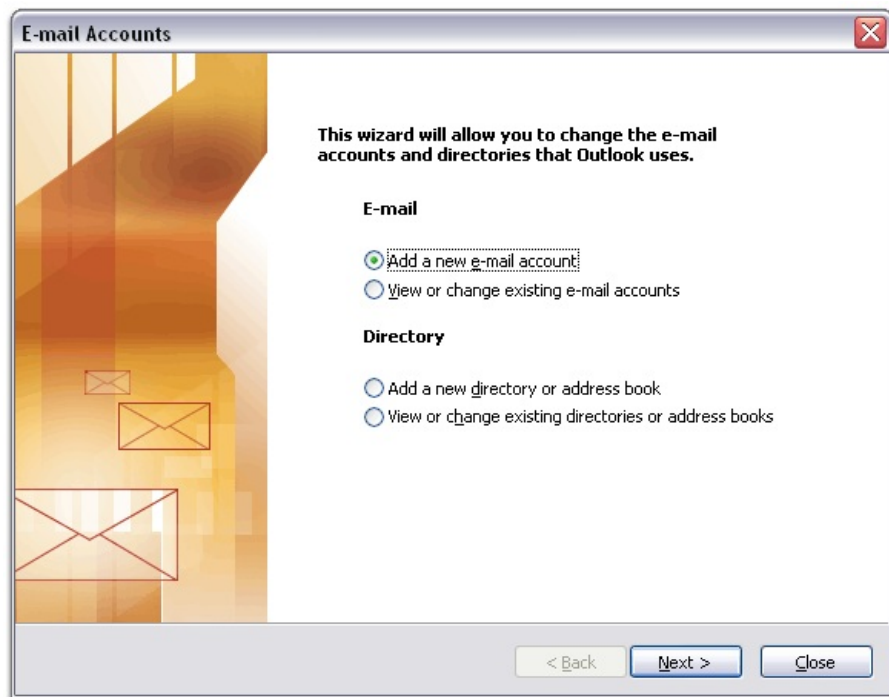 E-mail Accounts
This wizard will allow you to change the e-mail
accounts and directories that Outlook uses.
E-mail
Add a new e-mail account
View or change existing e-mail accounts
Directory
Add a new directory or address book
View or change existing directories or address books
< Back Next > Close